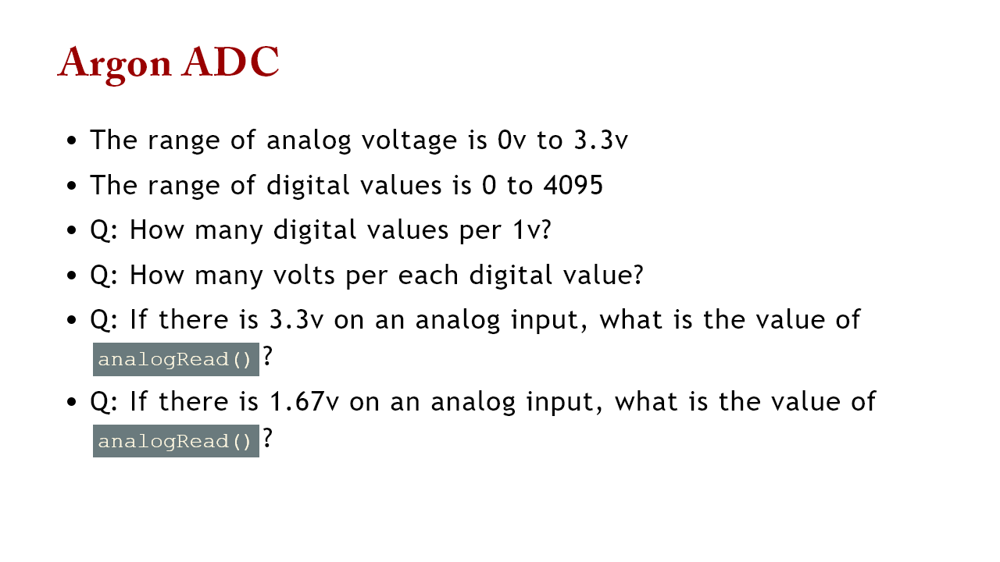 Argon ADC
• The range of analog voltage is 0v to 3.3v
• The range of digital values is 0 to 4095
• Q: How many digital values per 1v?
• Q: How many volts per each digital value?
• Q: If there is 3.3v on an analog input, what is the value of
analogRead() ?
• Q: If there is 1.67v on an analog input, what is the value of
analogRead() ?